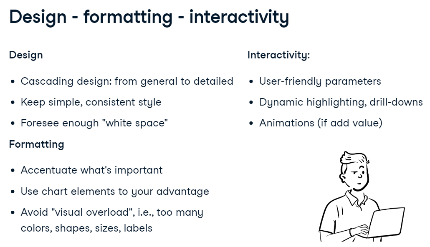 Design - formatting - interactivity
Design
• Cascading design: from general to detailed
• Keep simple, consistent style
• Foresee enough "white space"
Formatting
• Accentuate what's important
• Use chart elements to your advantage
• Avoid "visual overload", i.e., too many
colors, shapes, sizes, labels
Interactivity:
• User-friendly parameters
• Dynamic highlighting, drill-downs
• Animations (if add value)